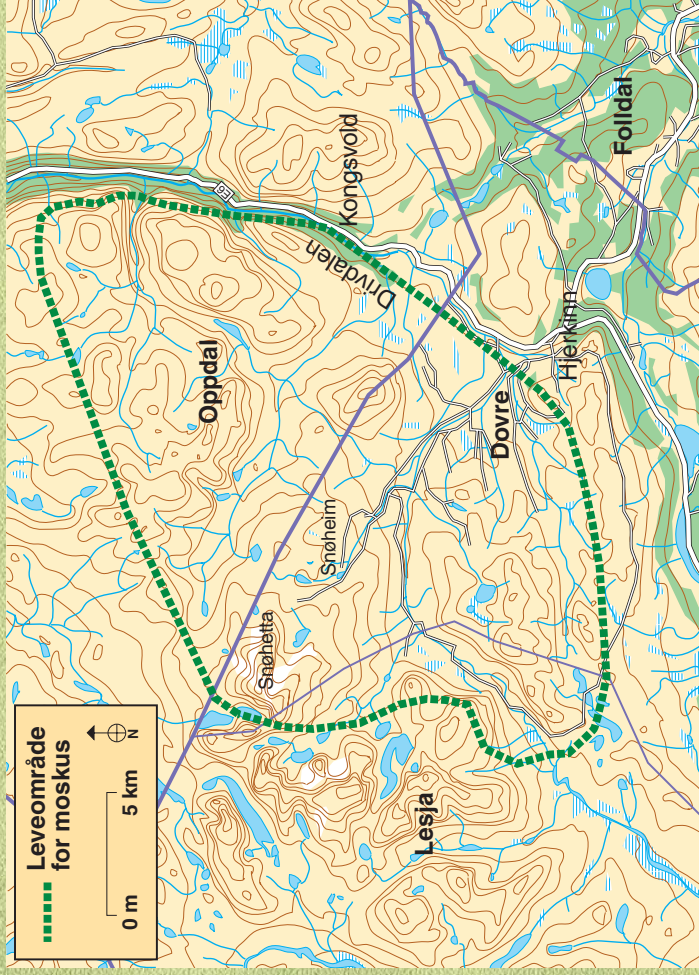 Leveområde
for moskus
0 m
5 km
N
E6
Kongsvold
Drivdalen
Oppdal
Folldal
Hjerkinn
Dovre
Snøheim
Snøhetta
Lesja